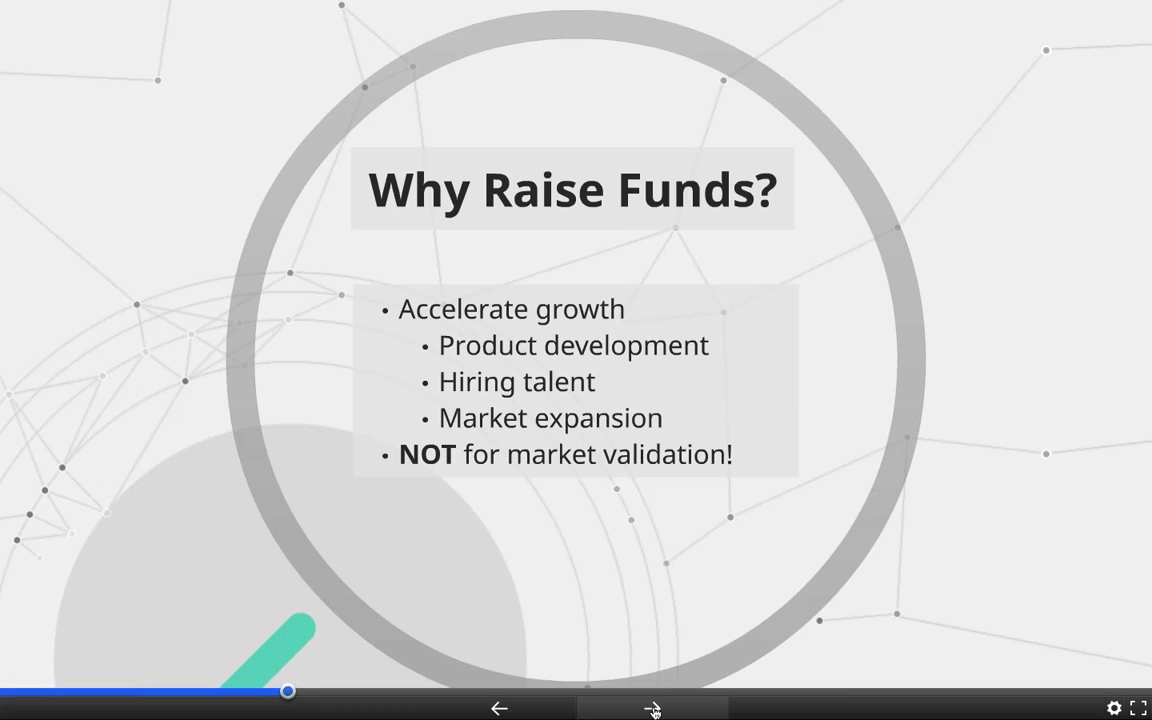 Why Raise Funds?
• Accelerate growth
• Product development
• Hiring talent
• Market expansion
• NOT for market validation!